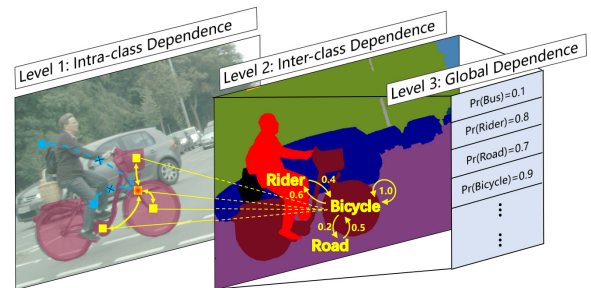 Level 1: Intra-class Dependence
Level 2: Inter-class Dependence
Level 3: Global Dependence
Pr(Bus)=0.1
Pr(Rider)=0.8
Pr(Road)=0.7
Pr(Bicycle)=0.9
Rider
0.4
0.6
Bicycle
1.0
0.2
0.5
Road